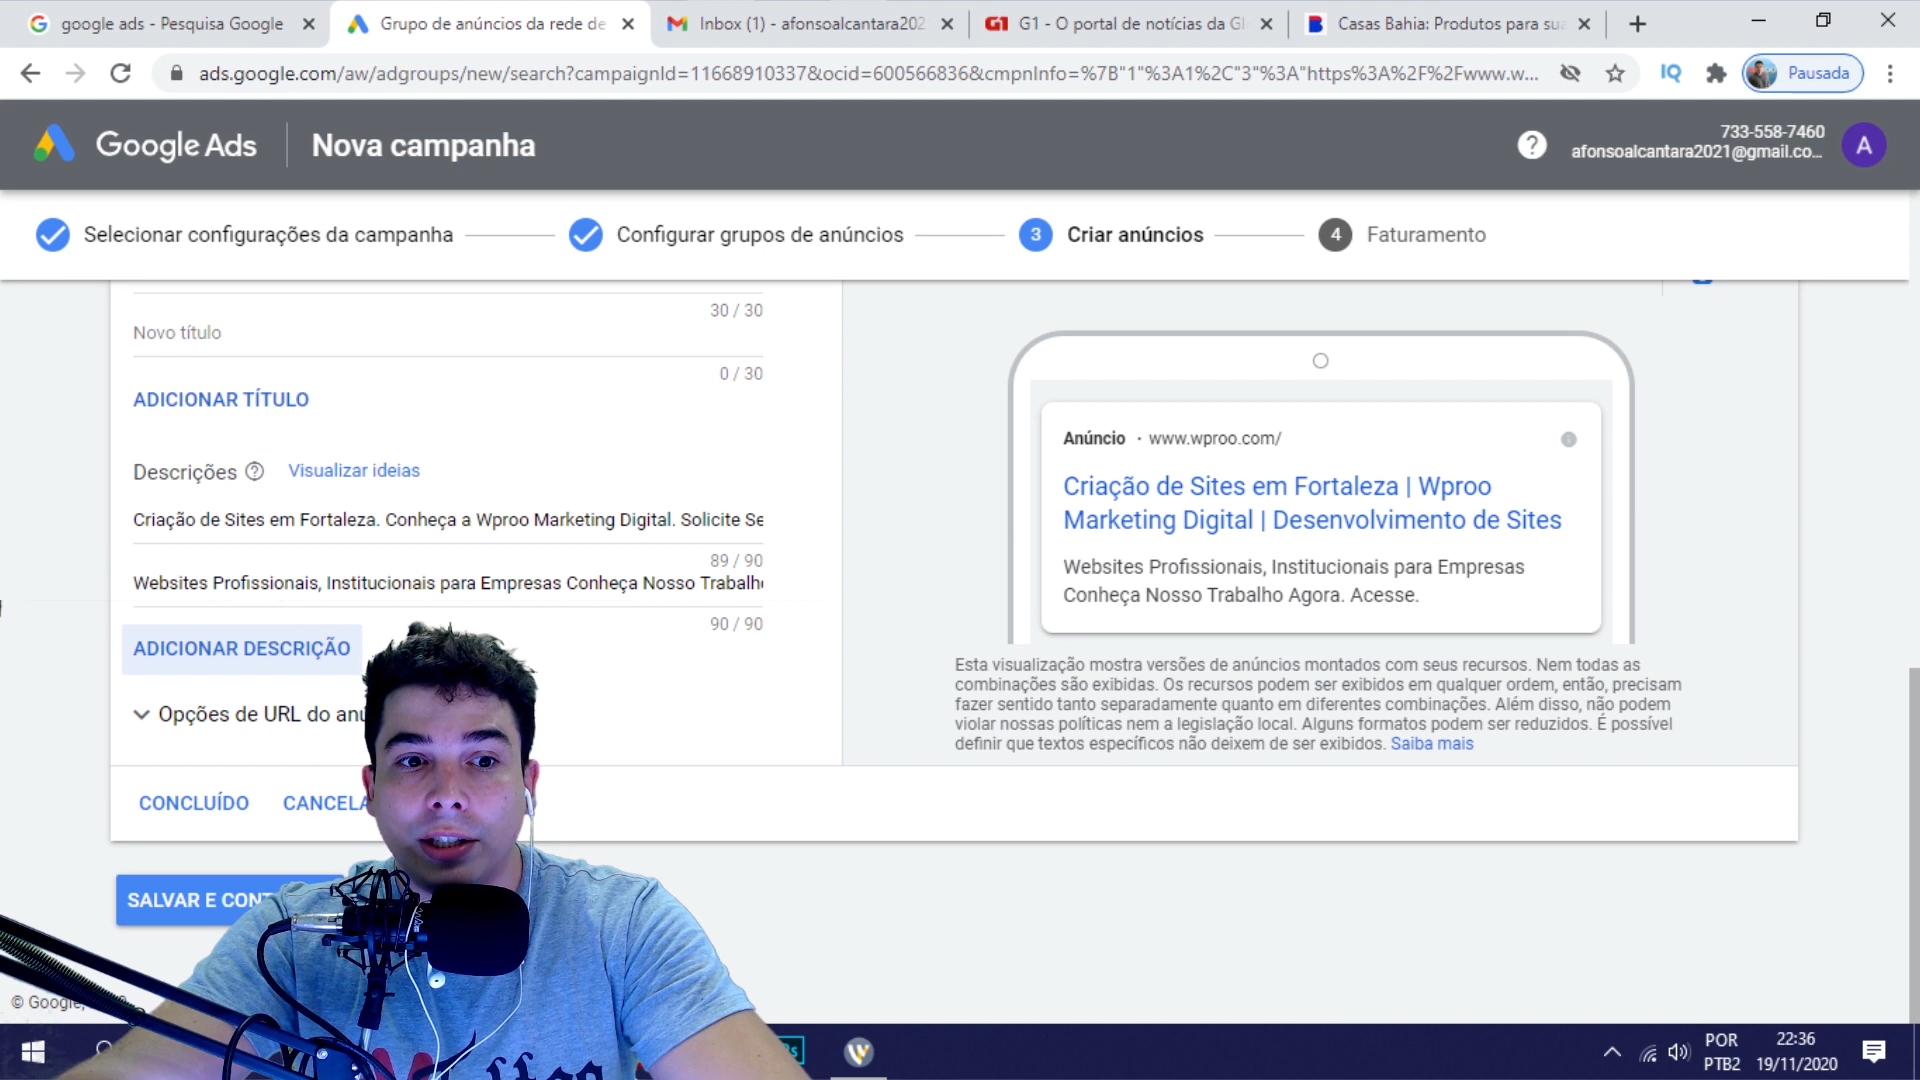 google ads - Pesquisa Google
Grupo de anúncios da rede de
Inbox (1) - afonsoalcantara202
G1 - O portal de notícias da Gl
Casas Bahia: Produtos para sua
ads.google.com/aw/adgroups/new/search?campaignId=11668910337&ocid=600566836&cmpnInfo=%7B"1"%3A1%2C"3"%3A"https%3A%2F%2Fwww.w...
IQ
Pausada
Google Ads
Nova campanha
733-558-7460
afonsoalcantara2021@gmail.co...
A
Selecionar configurações da campanha
Configurar grupos de anúncios
3 Criar anúncios
4 Faturamento
30 / 30
Novo título
0 / 30
ADICIONAR TÍTULO
Descrições
Visualizar ideias
Criação de Sites em Fortaleza. Conheça a Wproo Marketing Digital. Solicite Se
89 / 90
Websites Profissionais, Institucionais para Empresas Conheça Nosso Trabalh
90 / 90
ADICIONAR DESCRIÇÃO
Opções de URL do anú
CONCLUÍDO
CANCELA
SALVAR E CONT
© Google,
Anúncio · www.wproo.com/
Criação de Sites em Fortaleza | Wproo
Marketing Digital | Desenvolvimento de Sites
Websites Profissionais, Institucionais para Empresas
Conheça Nosso Trabalho Agora. Acesse.
Esta visualização mostra versões de anúncios montados com seus recursos. Nem todas as
combinações são exibidas. Os recursos podem ser exibidos em qualquer ordem, então, precisam
fazer sentido tanto separadamente quanto em diferentes combinações. Além disso, não podem
violar nossas políticas nem a legislação local. Alguns formatos podem ser reduzidos. É possível
definir que textos específicos não deixem de ser exibidos. Saiba mais
POR
PTB2
22:36
19/11/2020